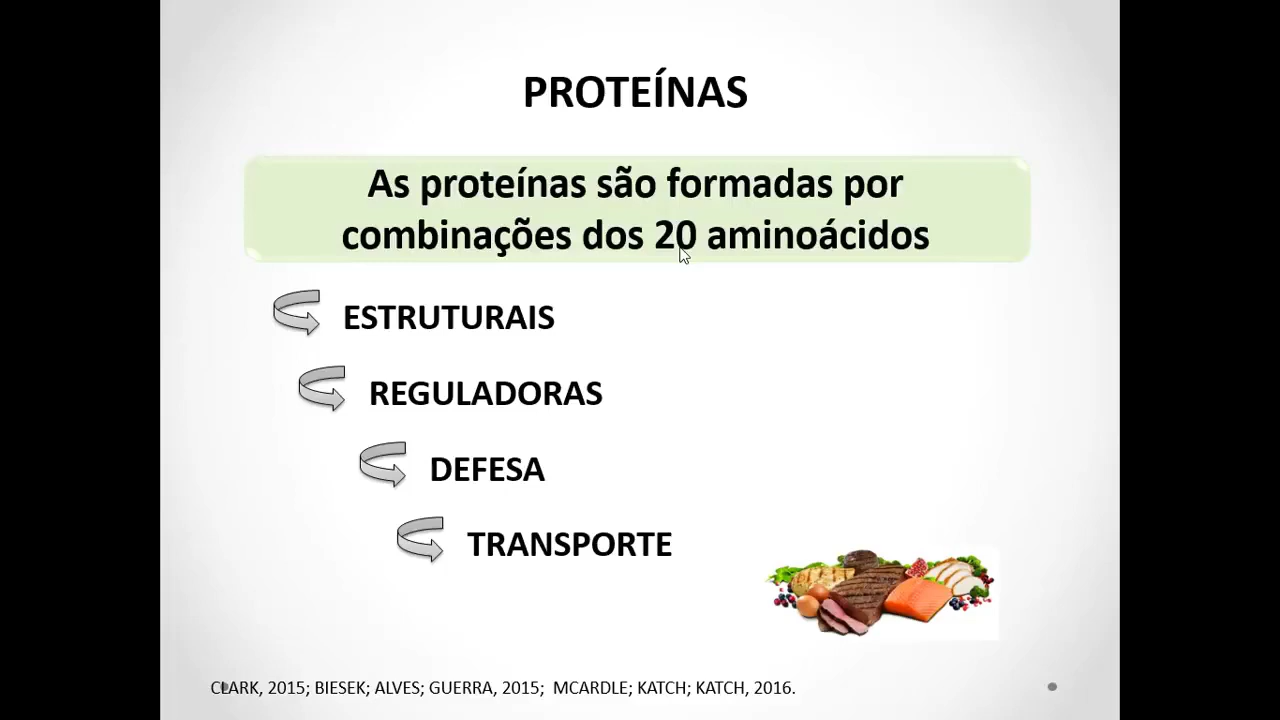 PROTEÍNAS
As proteínas são formadas por
combinações dos 20 aminoácidos
ESTRUTURAIS
REGULADORAS
DEFESA
TRANSPORTE
CLARK, 2015; BIESEK; ALVES; GUERRA, 2015; MCARDLE; KATCH; KATCH, 2016.